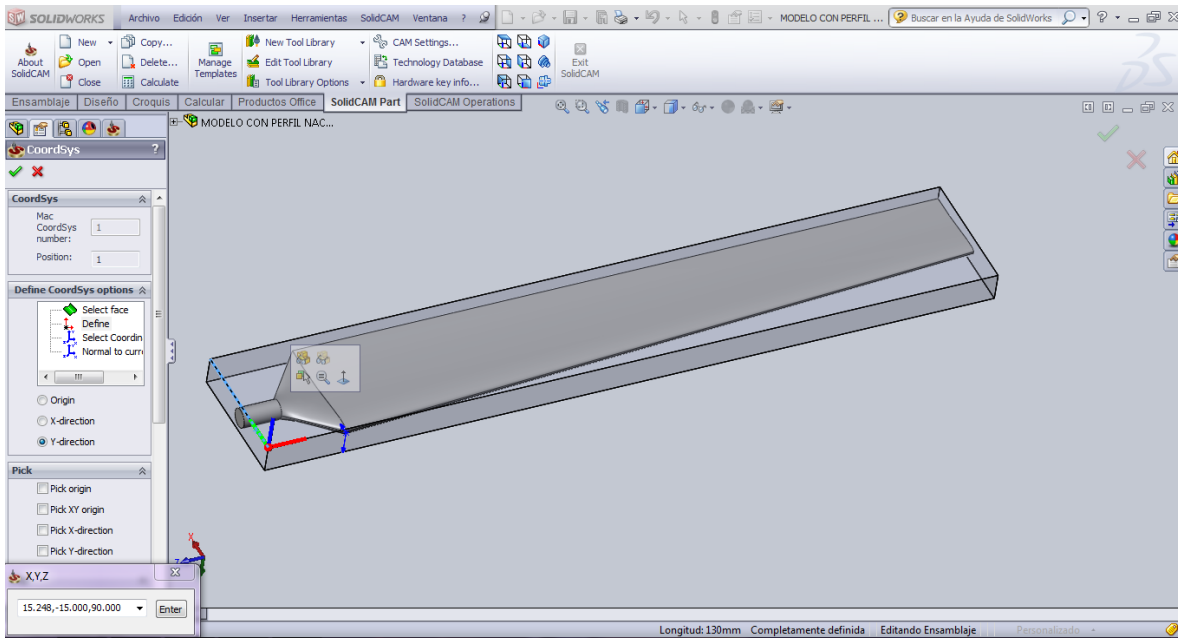 SOLIDWORKS Archivo Edición Ver Insertar Herramientas SolidCAM Ventana ? MODELO CON PERFIL ... Buscar en la Ayuda de SolidWorks
New Copy... New Tool Library CAM Settings...
About SolidCAM Open Delete... Manage Templates Edit Tool Library Technology Database Exit SolidCAM
Close Calculate Tool Library Options Hardware key info...
Ensamblaje Diseño Croquis Calcular Productos Office SolidCAM Part SolidCAM Operations
MODELO CON PERFIL NAC...
CoordSys ?
CoordSys
Mac CoordSys number: 1
Position: 1
Define CoordSys options
Select face
Define
Select Coordin
Normal to curr
Origin
X-direction
Y-direction
Pick
Pick origin
Pick XY origin
Pick X-direction
Pick Y-direction
X
Z
X,Y,Z
15.248,-15.000,90.000 Enter
Longitud: 130mm Completamente definida Editando Ensamblaje Personalizado